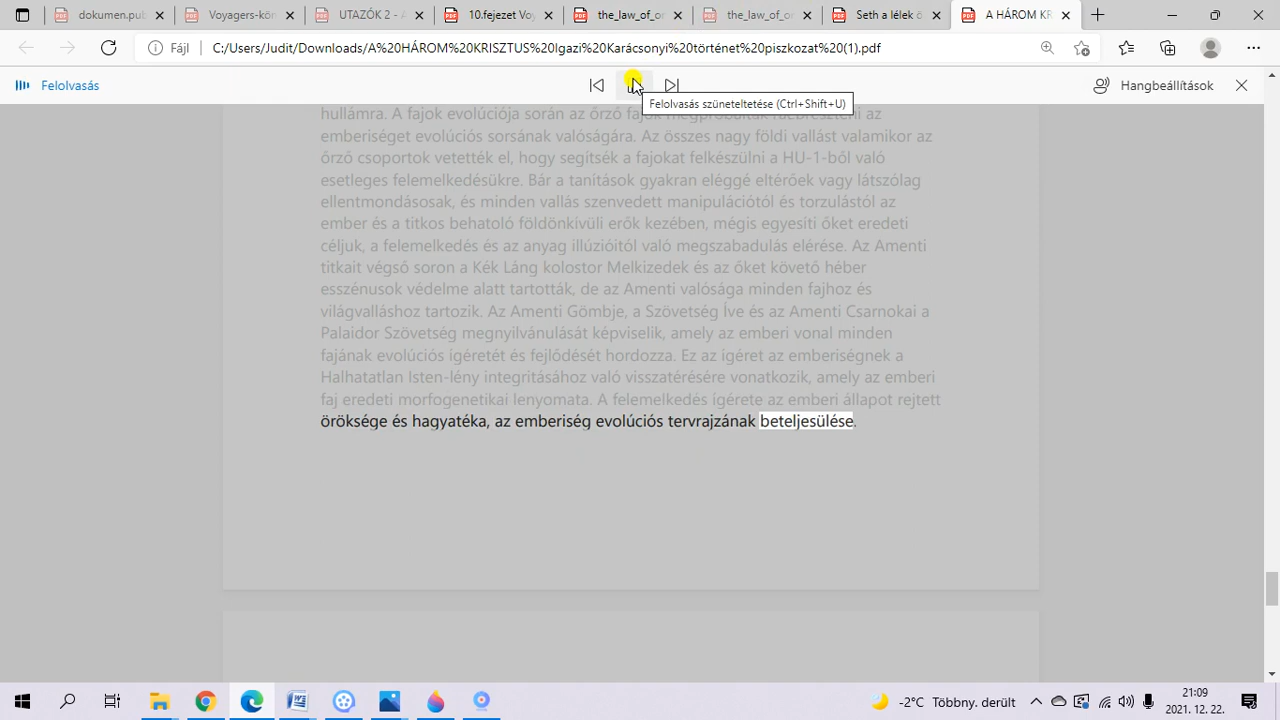 dokumen.pub
Voyagers-kön
UTAZÓK 2 - A
10.fejezet Voy
the_law_of_or
the_law_of_or
Seth a lélek ö
A HÁROM KR
Fájl
C:/Users/Judit/Downloads/A%20HÁROM%20KRISZTUS%20Igazi%20Karácsonyi%20történet%20piszkozat%20(1).pdf
Felolvasás
Hangbeállítások
Felolvasás szüneteltetése (Ctrl+Shift+U)
hullámra. A fajok evolúciója során az őrző fajok megpróbálták ráébreszteni az
emberiséget evolúciós sorsának valóságára. Az összes nagy földi vallást valamikor az
őrző csoportok vetették el, hogy segítsék a fajokat felkészülni a HU-1-ből való
esetleges felemelkedésükre. Bár a tanítások gyakran eléggé eltérőek vagy látszólag
ellentmondásosak, és minden vallás szenvedett manipulációtól és torzulástól az
ember és a titkos behatoló földönkívüli erők kezében, mégis egyesíti őket eredeti
céljuk, a felemelkedés és az anyag illúzióitól való megszabadulás elérése. Az Amenti
titkait végső soron a Kék Láng kolostor Melkizedek és az őket követő héber
esszénusok védelme alatt tartották, de az Amenti valósága minden fajhoz és
világvalláshoz tartozik. Az Amenti Gömbje, a Szövetség Íve és az Amenti Csarnokai a
Palaidor Szövetség megnyilvánulását képviselik, amely az emberi vonal minden
fajának evolúciós ígéretét és fejlődését hordozza. Ez az ígéret az emberiségnek a
Halhatatlan Isten-lény integritásához való visszatérésére vonatkozik, amely az emberi
faj eredeti morfogenetikai lenyomata. A felemelkedés ígérete az emberi állapot rejtett
öröksége és hagyatéka, az emberiség evolúciós tervrajzának beteljesülése.
-2°C Többny. derült
21:09
2021. 12. 22.